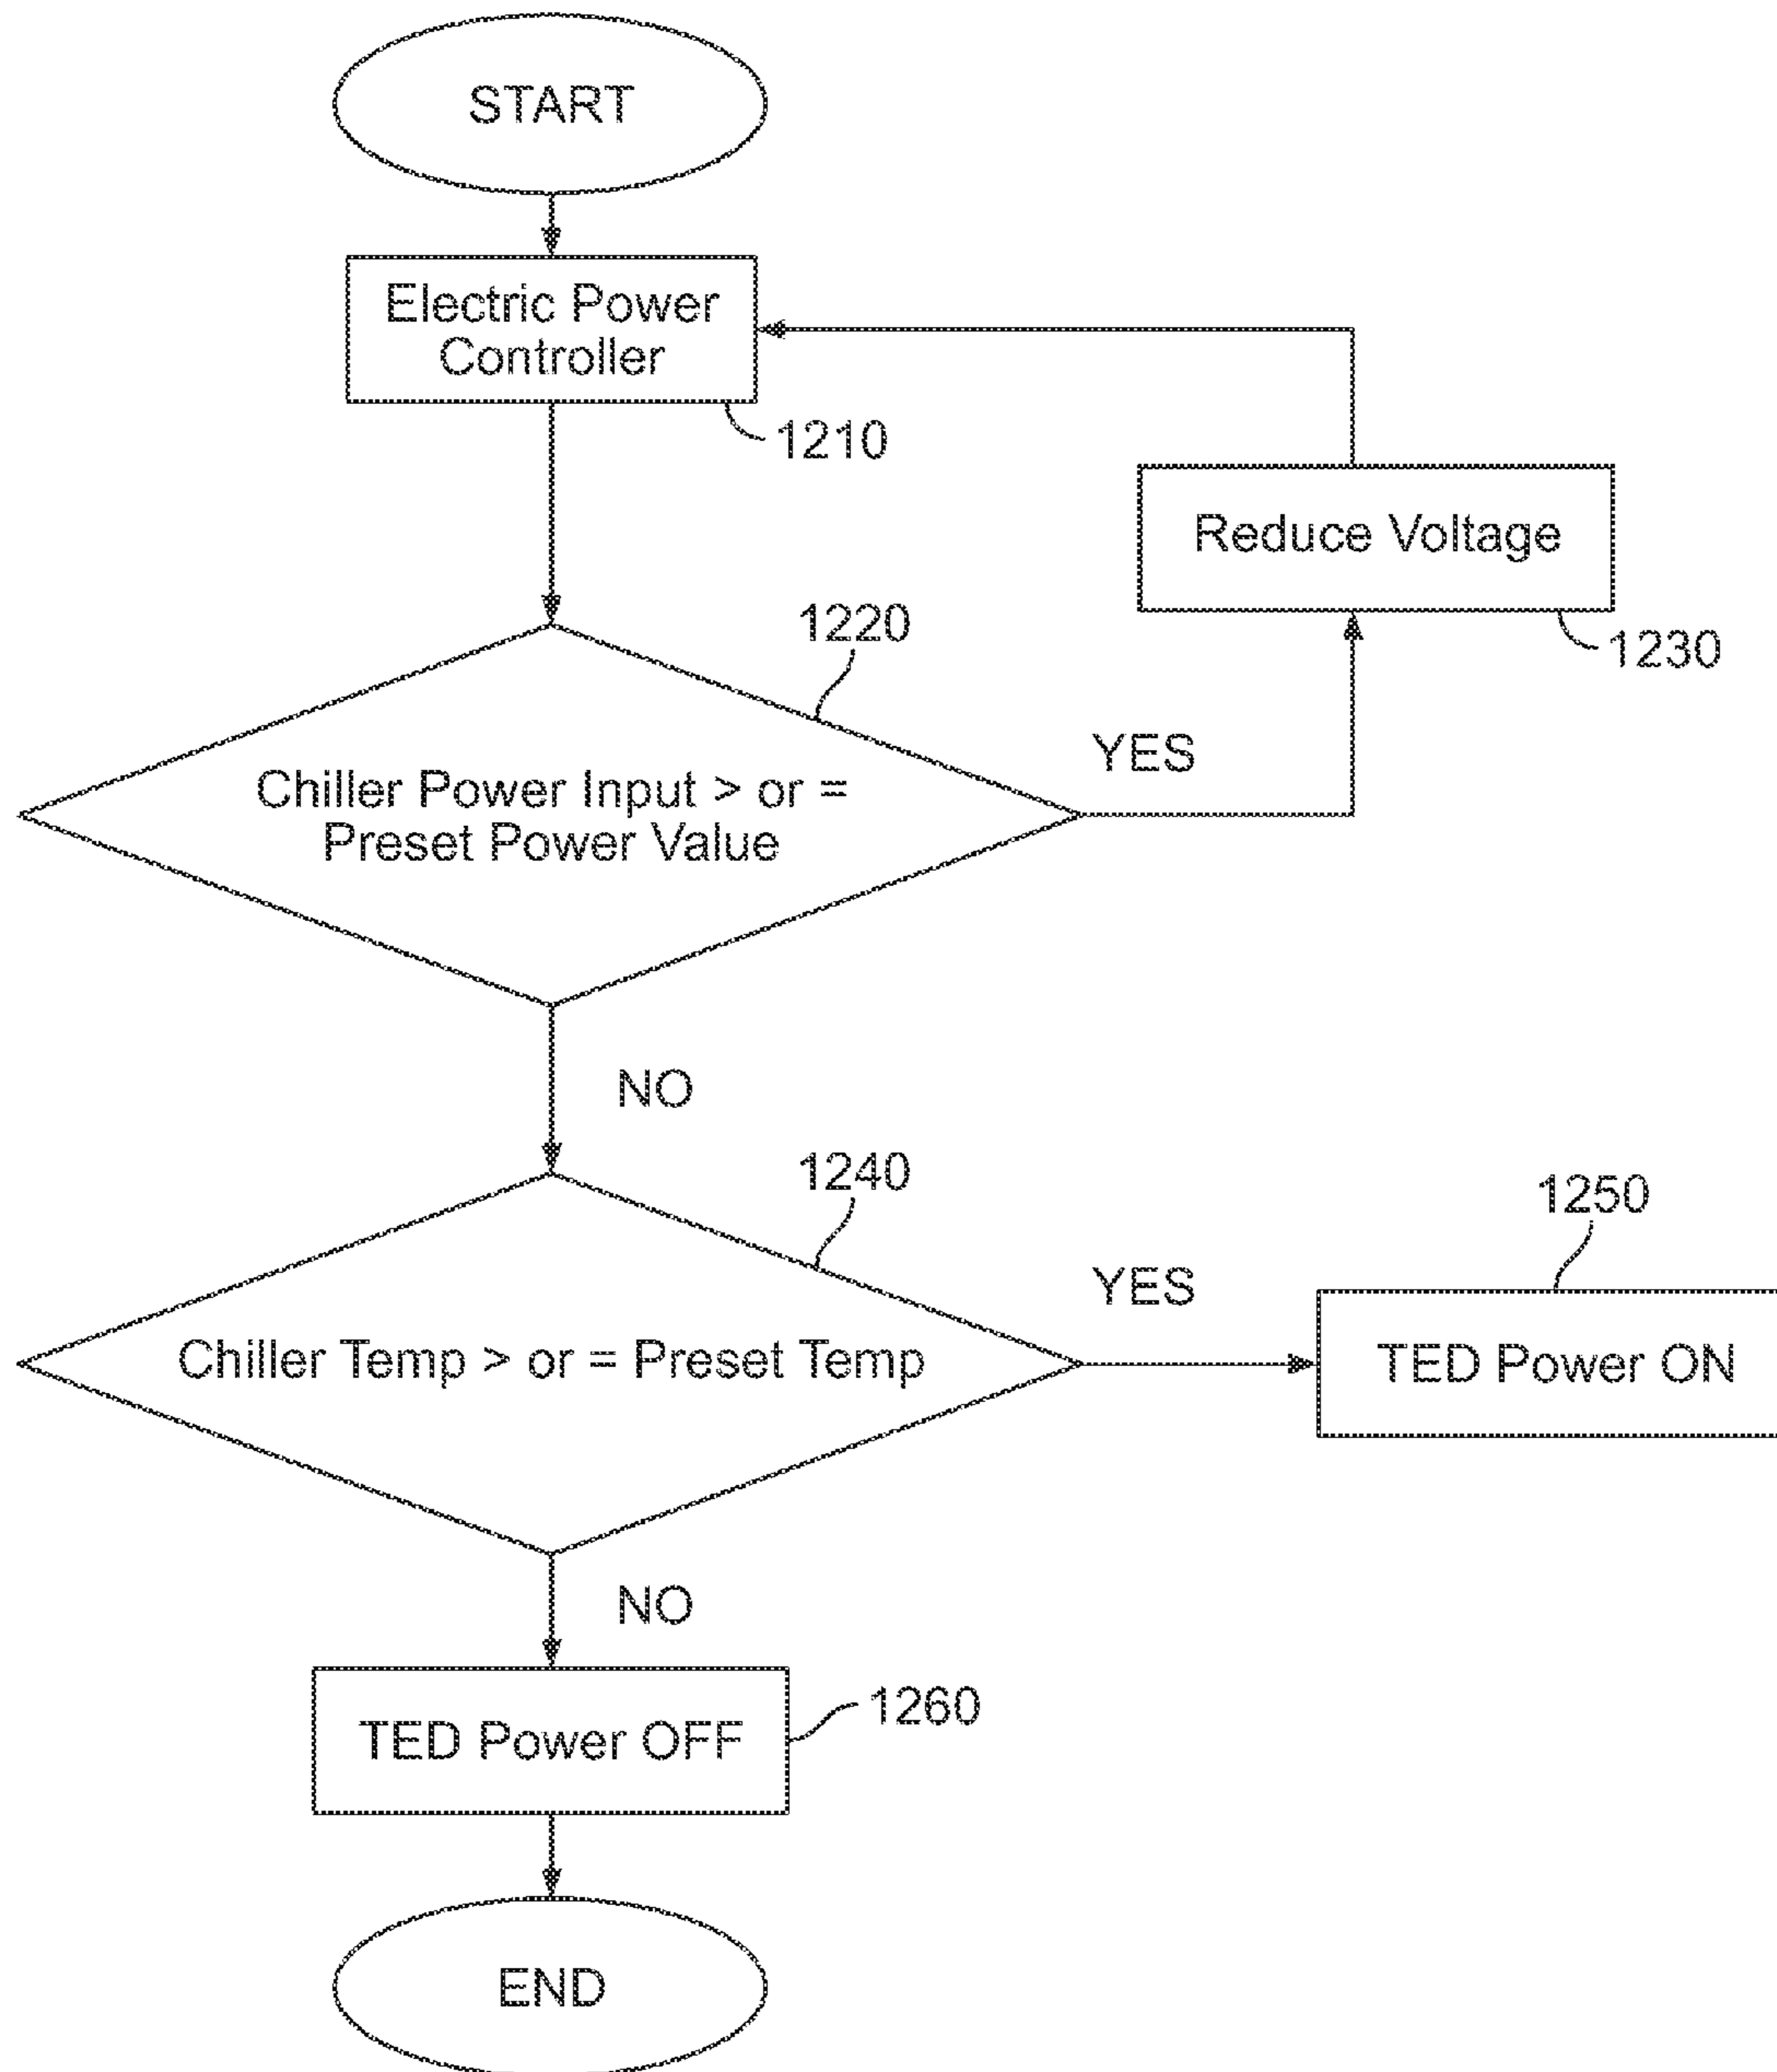 START
Electric Power
Controller
1210
Reduce Voltage
1230
1220
YES
Chiller Power Input > or =
Preset Power Value
NO
1240
1250
YES
Chiller Temp > or = Preset Temp
TED Power ON
NO
TED Power OFF
1260
END